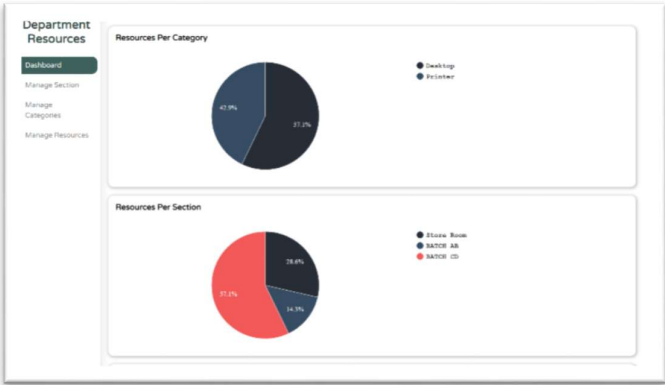 Department
Resources
Dashboard
Manage Section
Manage
Categories
Manage Resources
Resources Per Category
Desktop
Printer
42.9%
57.1%
Resources Per Section
Store Room
BATCH AB
BATCH CD
28.6%
57.1%
14.3%